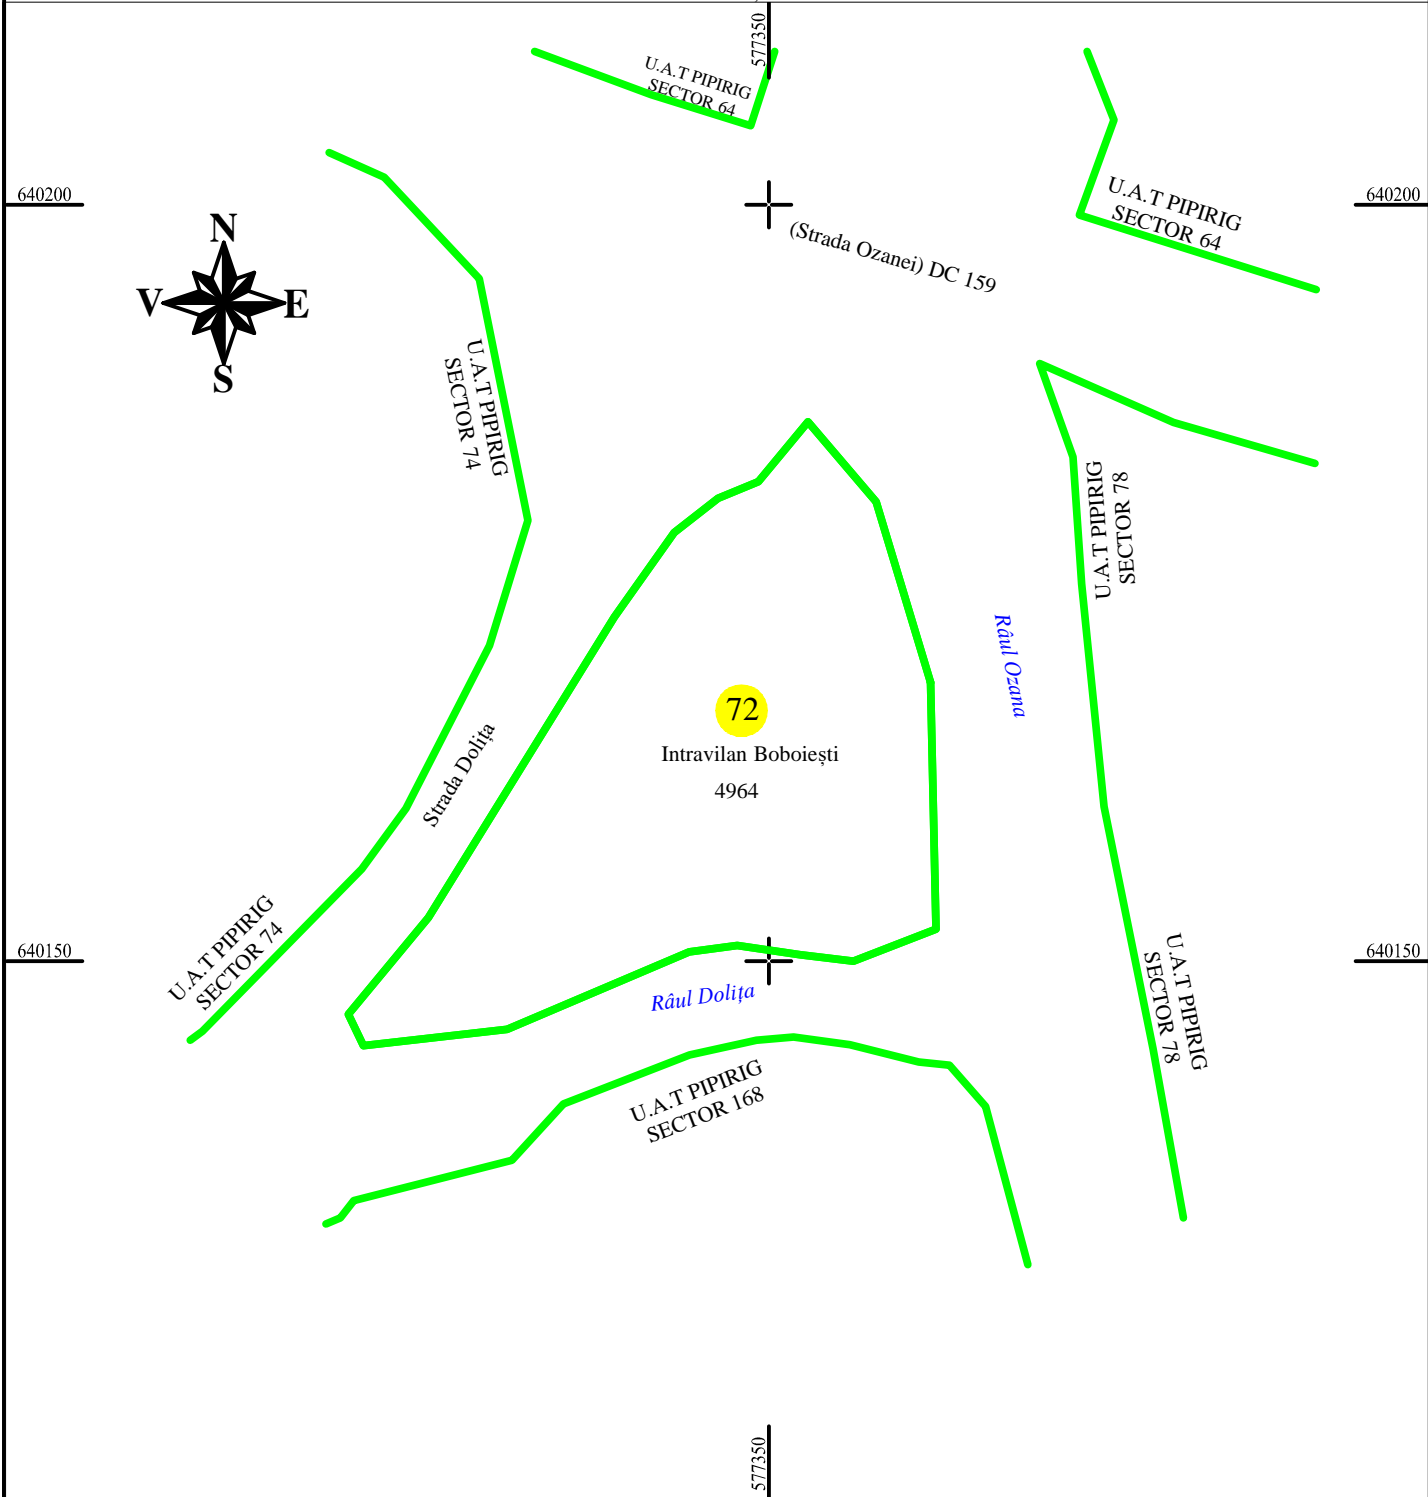 577350
U.A.T PIPIRIG
SECTOR 64
640200
640200
U.A.T PIPIRIG
SECTOR 64
N
V
E
S
(Strada Ozanei) DC 159
U.A.T PIPIRIG
SECTOR 74
U.A.T PIPIRIG
SECTOR 78
Râul Ozana
72
Intravilan Boboiești
4964
Strada Dolița
U.A.T PIPIRIG
SECTOR 74
640150
640150
Râul Dolița
U.A.T PIPIRIG
SECTOR 78
U.A.T PIPIRIG
SECTOR 168
577350